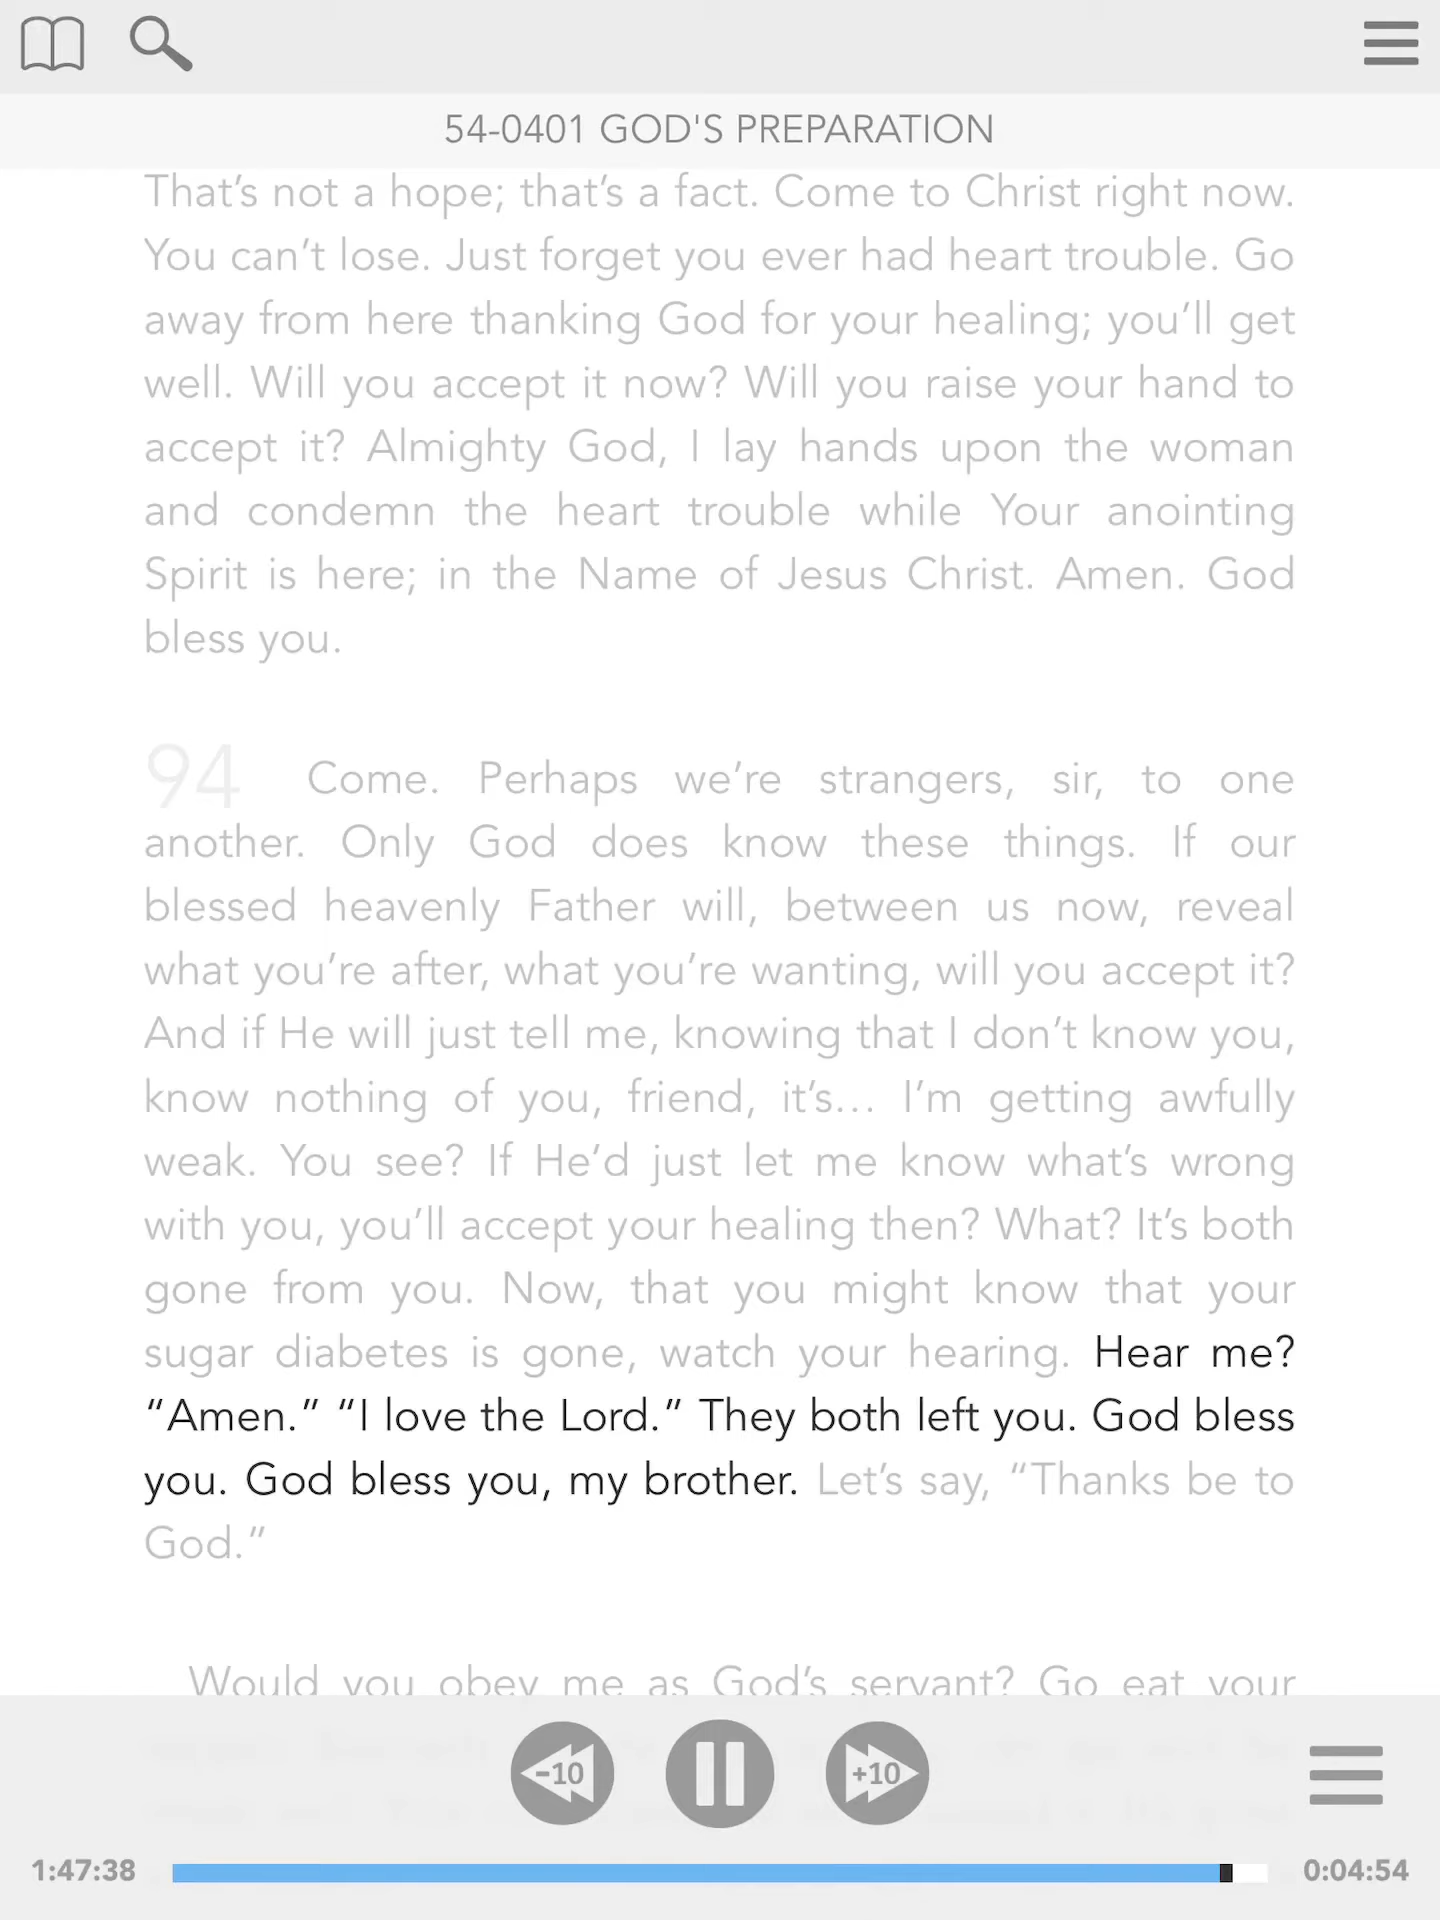 54-0401 GOD'S PREPARATION
That’s not a hope; that’s a fact. Come to Christ right now.
You can’t lose. Just forget you ever had heart trouble. Go
away from here thanking God for your healing; you’ll get
well. Will you accept it now? Will you raise your hand to
accept it? Almighty God, I lay hands upon the woman
and condemn the heart trouble while Your anointing
Spirit is here; in the Name of Jesus Christ. Amen. God
bless you.
94 Come. Perhaps we’re strangers, sir, to one
another. Only God does know these things. If our
blessed heavenly Father will, between us now, reveal
what you’re after, what you’re wanting, will you accept it?
And if He will just tell me, knowing that I don’t know you,
know nothing of you, friend, it’s… I’m getting awfully
weak. You see? If He’d just let me know what’s wrong
with you, you’ll accept your healing then? What? It’s both
gone from you. Now, that you might know that your
sugar diabetes is gone, watch your hearing. Hear me?
“Amen.” “I love the Lord.” They both left you. God bless
you. God bless you, my brother. Let’s say, “Thanks be to
God.”
Would you obey me as God’s servant? Go eat your
-10 +10
1:47:38 0:04:54